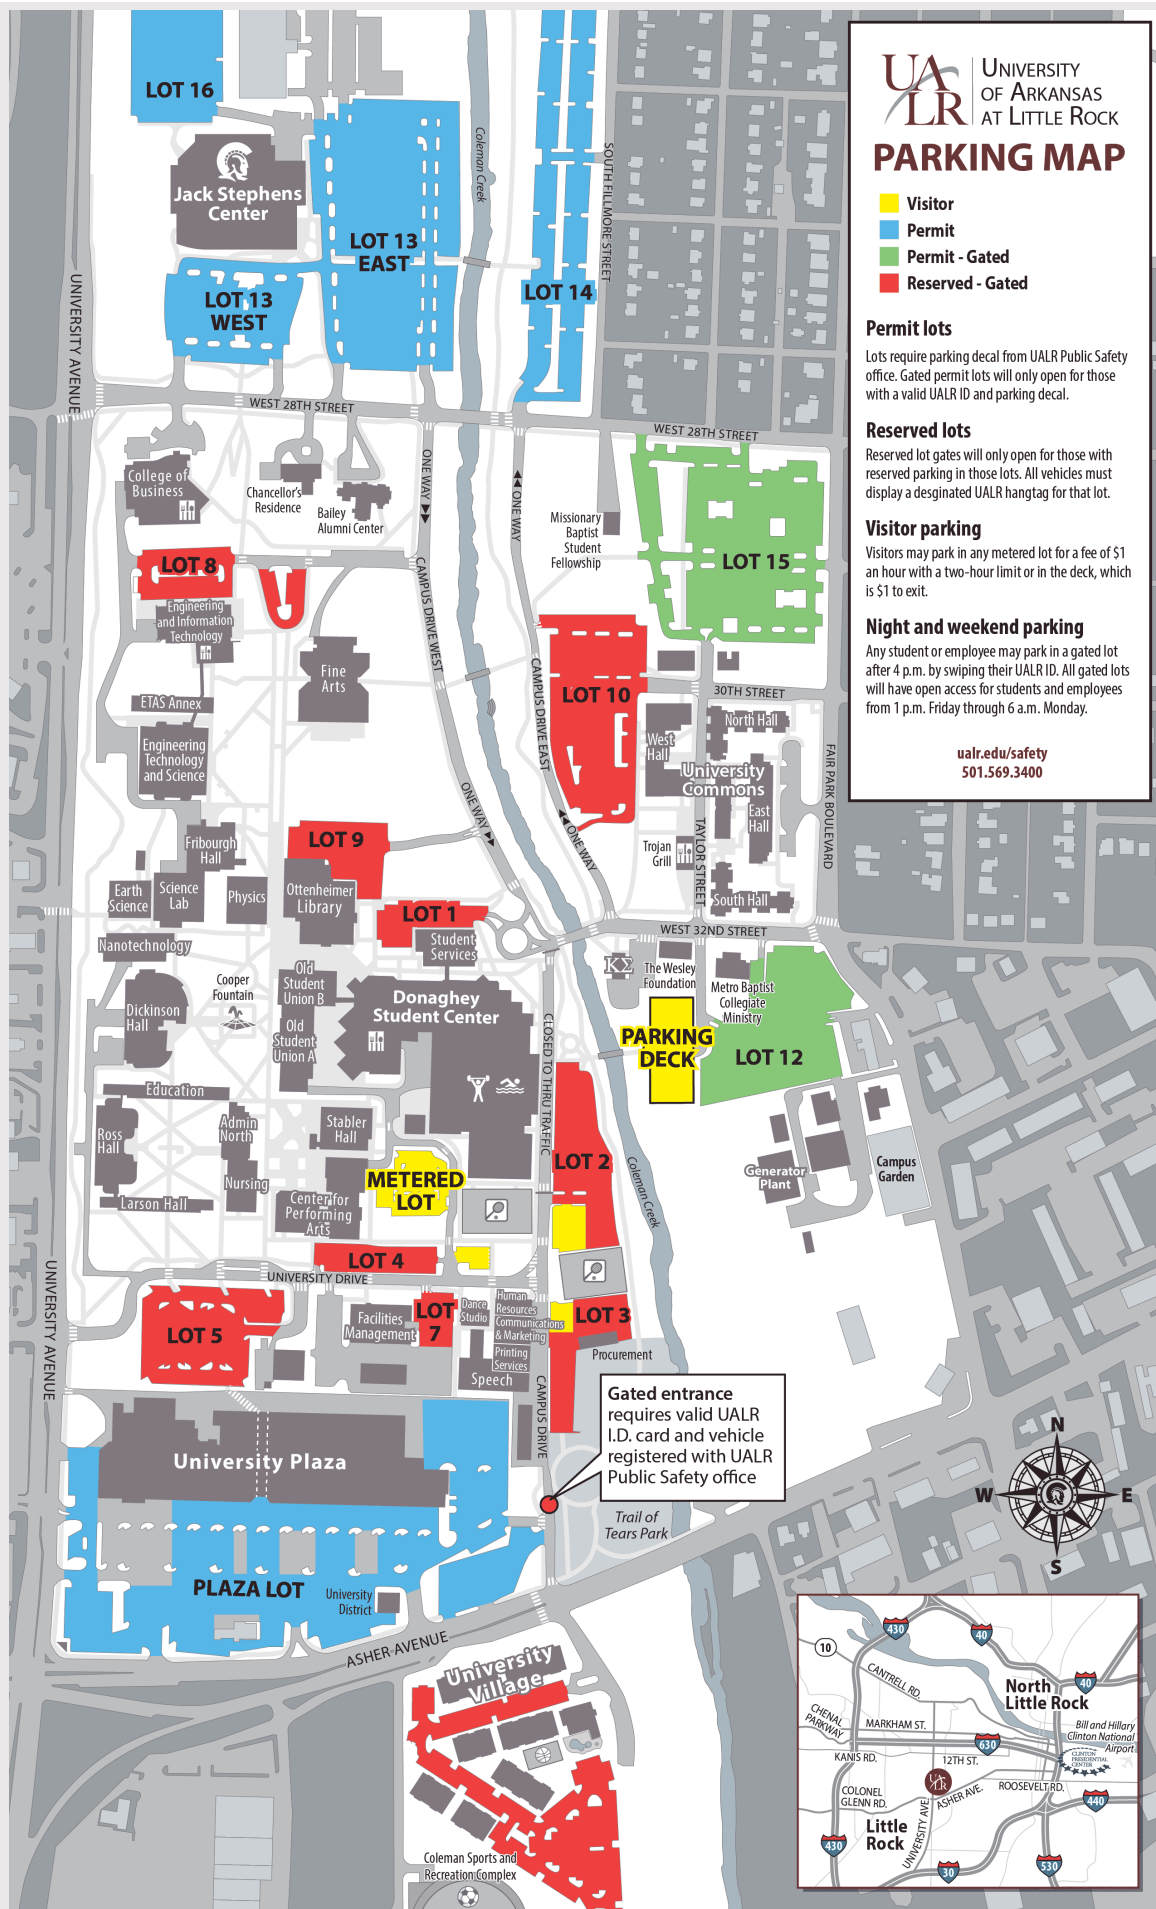 UALR
UNIVERSITY
OF ARKANSAS
AT LITTLE ROCK
PARKING MAP
Visitor
Permit
Permit - Gated
Reserved - Gated
Permit lots
Lots require parking decal from UALR Public Safety
office. Gated permit lots will only open for those
with a valid UALR ID and parking decal.
Reserved lots
Reserved lot gates will only open for those with
reserved parking in those lots. All vehicles must
display a desginated UALR hangtag for that lot.
Visitor parking
Visitors may park in any metered lot for a fee of $1
an hour with a two-hour limit or in the deck, which
is $1 to exit.
Night and weekend parking
Any student or employee may park in a gated lot
after 4 p.m. by swiping their UALR ID. All gated lots
will have open access for students and employees
from 1 p.m. Friday through 6 a.m. Monday.
ualr.edu/safety
501.569.3400
LOT 16
Jack Stephens
Center
LOT 13
EAST
LOT 13
WEST
LOT 14
Coleman Creek
SOUTH FILLMORE STREET
UNIVERSITY AVENUE
WEST 28TH STREET
WEST 28TH STREET
College of
Business
Chancellor's
Residence
Bailey
Alumni Center
ONE WAY
ONE WAY
Missionary
Baptist
Student
Fellowship
LOT 15
LOT 8
Engineering
and Information
Technology
CAMPUS DRIVE WEST
CAMPUS DRIVE EAST
Fine
Arts
LOT 10
ETAS Annex
30TH STREET
North Hall
West
Hall
Engineering
Technology
and Science
University
Commons
East
Hall
FAIR PARK BOULEVARD
ONE WAY
ONE WAY
TAYLOR STREET
Trojan
Grill
LOT 9
Fribourgh
Hall
Earth
Science
Science
Lab
Physics
Ottenheimer
Library
South Hall
LOT 1
Student
Services
WEST 32ND STREET
Nanotechnology
Cooper
Fountain
Old
Student
Union B
Old
Student
Union A
Donaghey
Student Center
ΚΣ
The Wesley
Foundation
Metro Baptist
Collegiate
Ministry
Dickinson
Hall
CLOSED TO THRU TRAFFIC
PARKING
DECK
LOT 12
Education
Ross
Hall
Admin
North
Stabler
Hall
LOT 2
Nursing
METERED
LOT
Coleman Creek
Generator
Plant
Campus
Garden
Larson Hall
Center for
Performing
Arts
LOT 4
UNIVERSITY DRIVE
UNIVERSITY AVENUE
LOT 5
Facilities
Management
LOT
7
Dance
Studio
Human
Resources
Communications
& Marketing
Printing
Services
Speech
LOT 3
Procurement
CAMPUS DRIVE
Gated entrance
requires valid UALR
I.D. card and vehicle
registered with UALR
Public Safety office
University Plaza
Trail of
Tears Park
PLAZA LOT
University
District
ASHER AVENUE
University
Village
Coleman Sports and
Recreation Complex
N
W
E
S
430
40
10
CANTRELL RD.
North
Little Rock
40
CHENAL
PARKWAY
MARKHAM ST.
Bill and Hillary
Clinton National
Airport
630
KANIS RD.
12TH ST.
CLINTON
PRESIDENTIAL
CENTER
UALR
COLONEL
GLENN RD.
ASHER AVE.
ROOSEVELT RD.
440
Little
Rock
UNIVERSITY AVE.
430
30
530